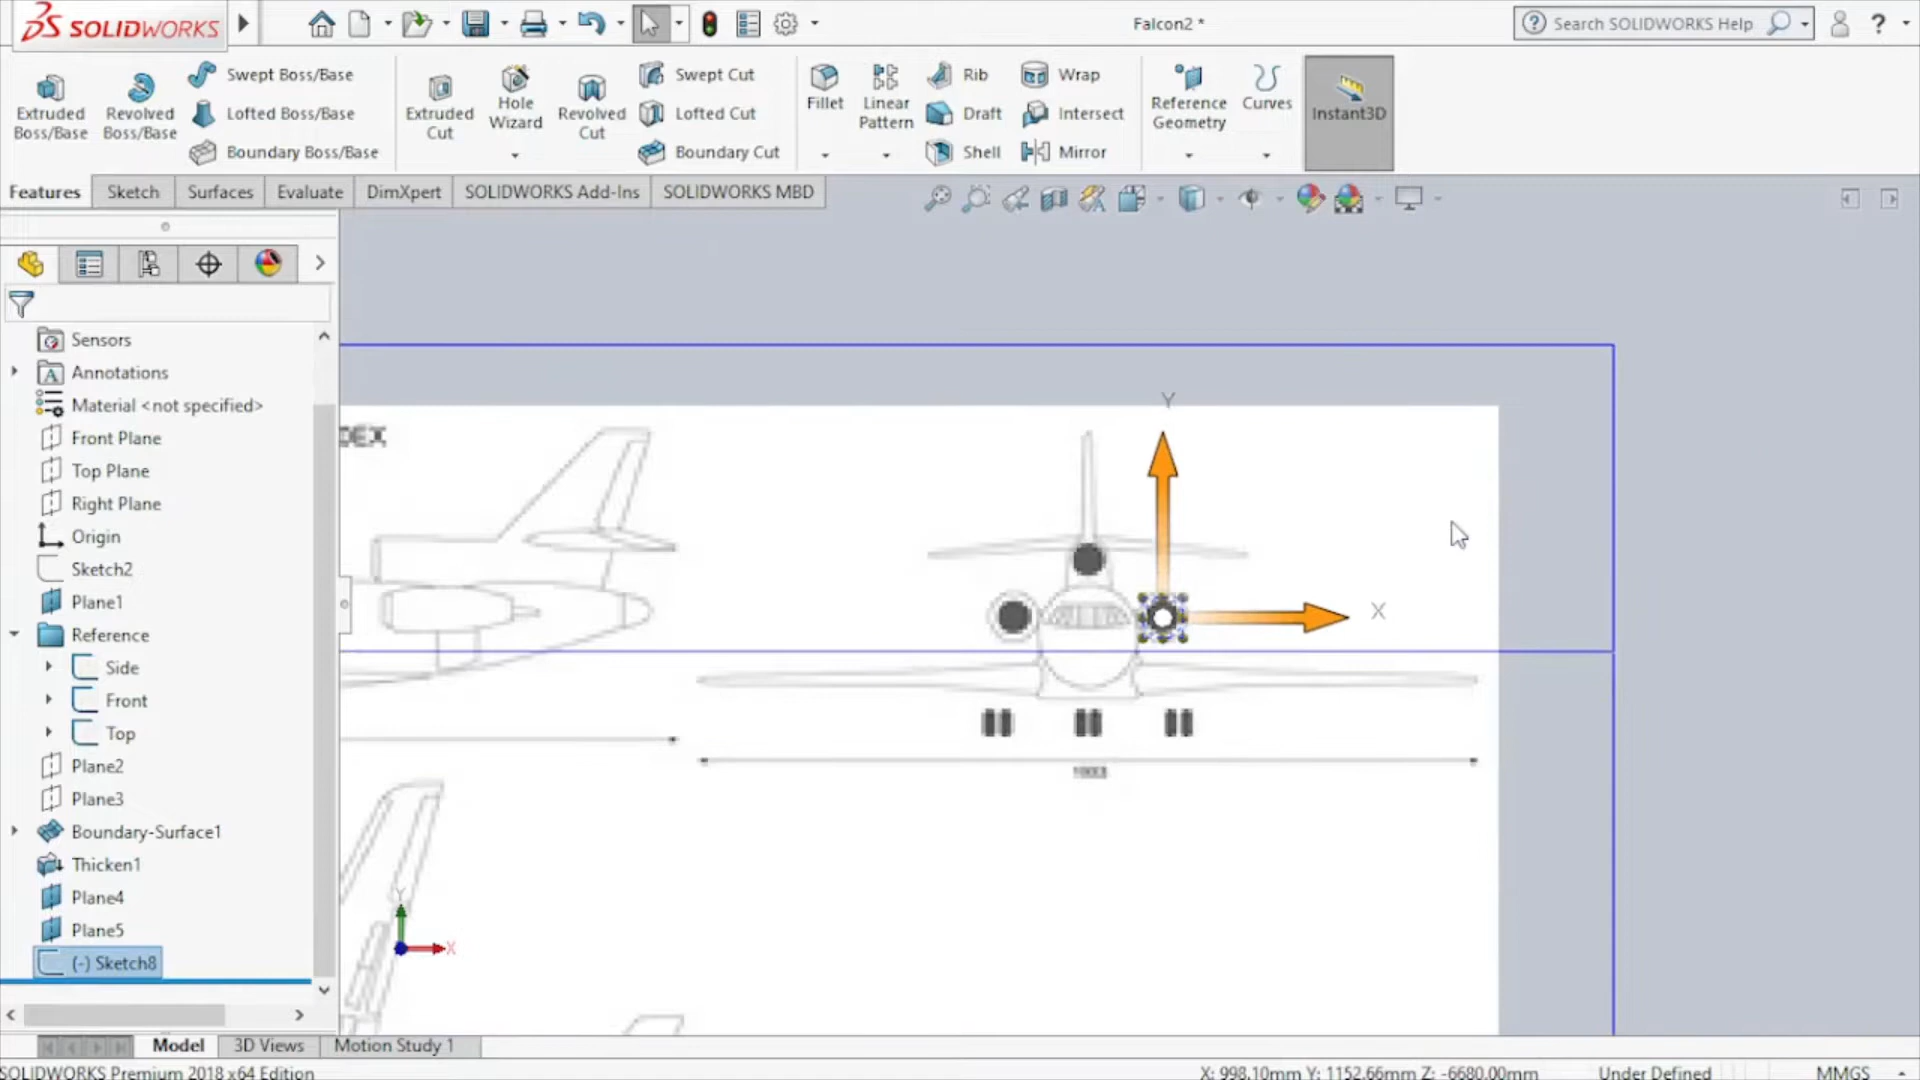 SOLIDWORKS
Falcon2 *
Search SOLIDWORKS Help
?
Extruded Boss/Base
Revolved Boss/Base
Swept Boss/Base
Lofted Boss/Base
Boundary Boss/Base
Extruded Cut
Hole Wizard
Revolved Cut
Swept Cut
Lofted Cut
Boundary Cut
Fillet
Linear Pattern
Rib
Draft
Shell
Wrap
Intersect
Mirror
Reference Geometry
Curves
Instant3D
Features
Sketch
Surfaces
Evaluate
DimXpert
SOLIDWORKS Add-Ins
SOLIDWORKS MBD
Sensors
Annotations
Material <not specified>
Front Plane
Top Plane
Right Plane
Origin
Sketch2
Plane1
Reference
Side
Front
Top
Plane2
Plane3
Boundary-Surface1
Thicken1
Plane4
Plane5
(-) Sketch8
DEX
Y
X
Y
X
Model
3D Views
Motion Study 1
SOLIDWORKS Premium 2018 x64 Edition
X: 998.10mm Y: 1152.66mm Z: -6680.00mm
Under Defined
MMGS